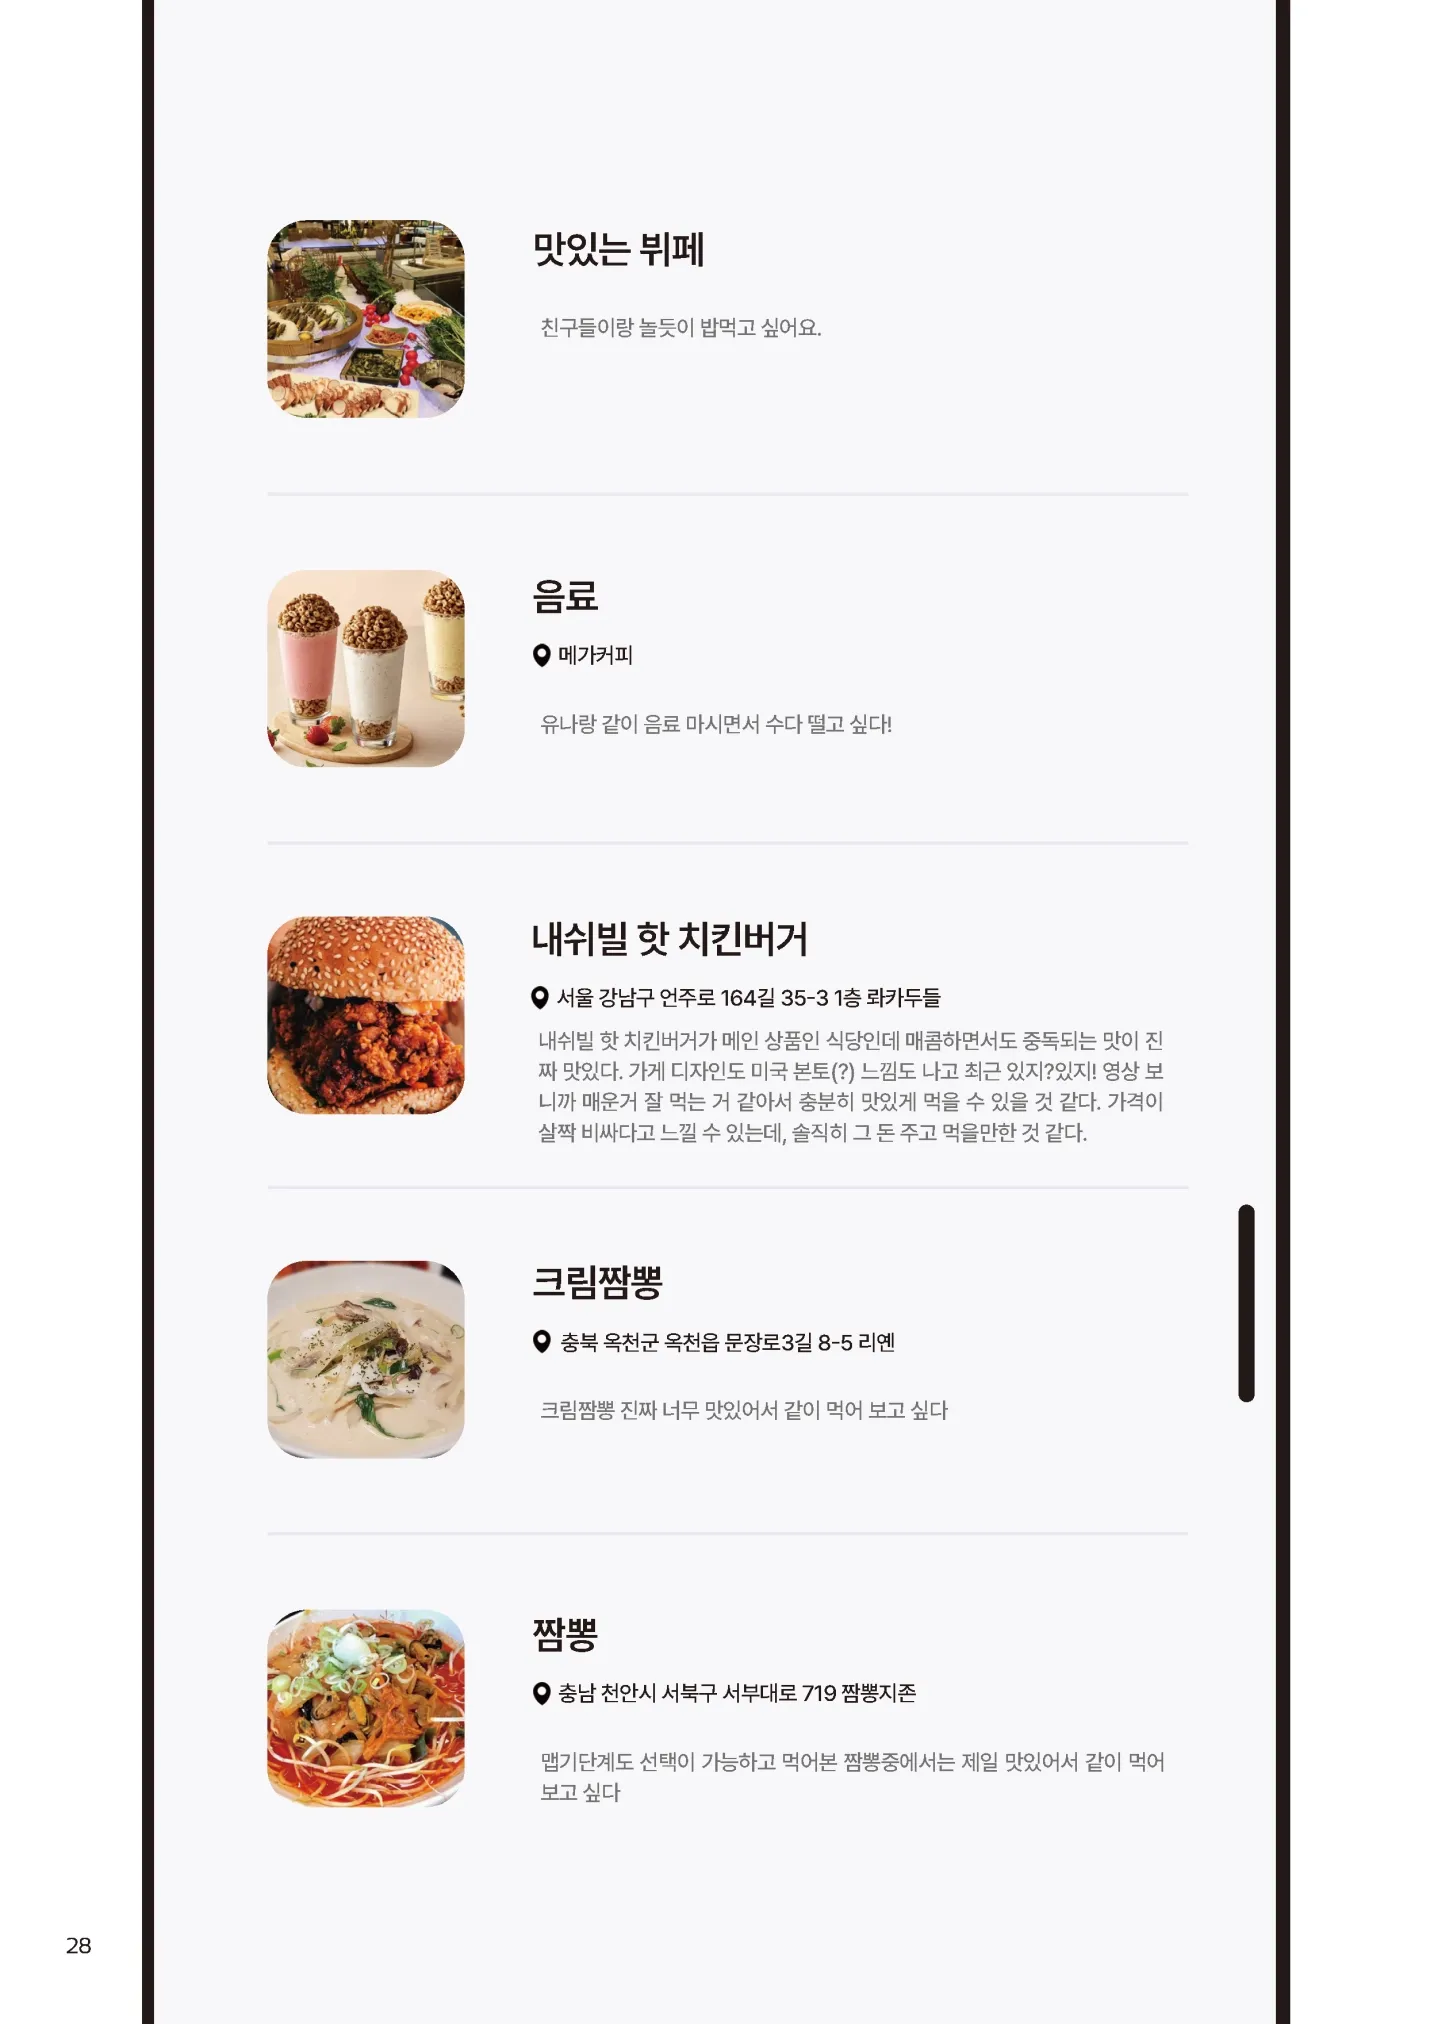 맛있는 뷔페
친구들이랑 놀듯이 밥먹고 싶어요.
음료
메가커피
유나랑 같이 음료 마시면서 수다 떨고 싶다!
내쉬빌 핫 치킨버거
서울 강남구 언주로 164길 35-3 1층 롸카두들
내쉬빌 핫 치킨버거가 메인 상품인 식당인데 매콤하면서도 중독되는 맛이 진
짜 맛있다. 가게 디자인도 미국 본토(?) 느낌도 나고 최근 있지?있지! 영상 보
니까 매운거 잘 먹는 거 같아서 충분히 맛있게 먹을 수 있을 것 같다. 가격이
살짝 비싸다고 느낄 수 있는데, 솔직히 그 돈 주고 먹을만한 것 같다.
크림짬뽕
충북 옥천군 옥천읍 문장로3길 8-5 리옌
크림짬뽕 진짜 너무 맛있어서 같이 먹어 보고 싶다
짬뽕
충남 천안시 서북구 서부대로 719 짬뽕지존
맵기단계도 선택이 가능하고 먹어본 짬뽕중에서는 제일 맛있어서 같이 먹어
보고 싶다
28